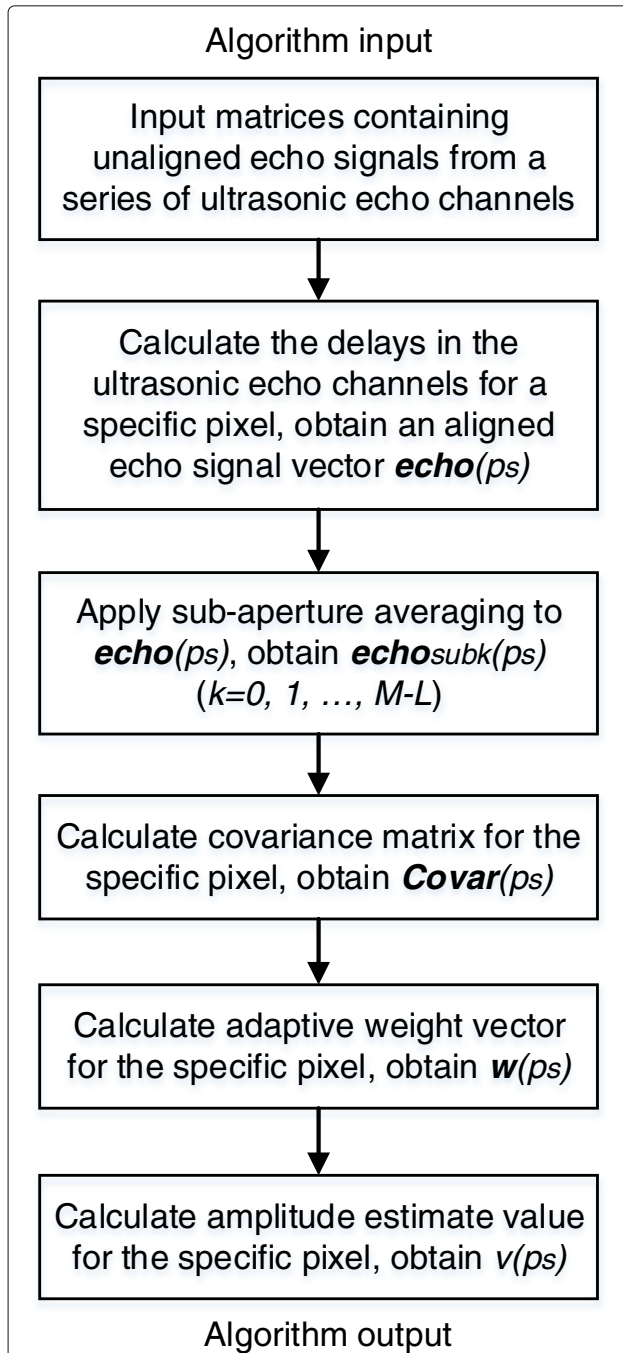 Algorithm input
Input matrices containing
unaligned echo signals from a
series of ultrasonic echo channels
Calculate the delays in the
ultrasonic echo channels for a
specific pixel, obtain an aligned
echo signal vector echo(ps)
Apply sub-aperture averaging to
echo(ps), obtain echosubk(ps)
(k=0, 1, …, M-L)
Calculate covariance matrix for the
specific pixel, obtain Covar(ps)
Calculate adaptive weight vector
for the specific pixel, obtain w(ps)
Calculate amplitude estimate value
for the specific pixel, obtain v(ps)
Algorithm output